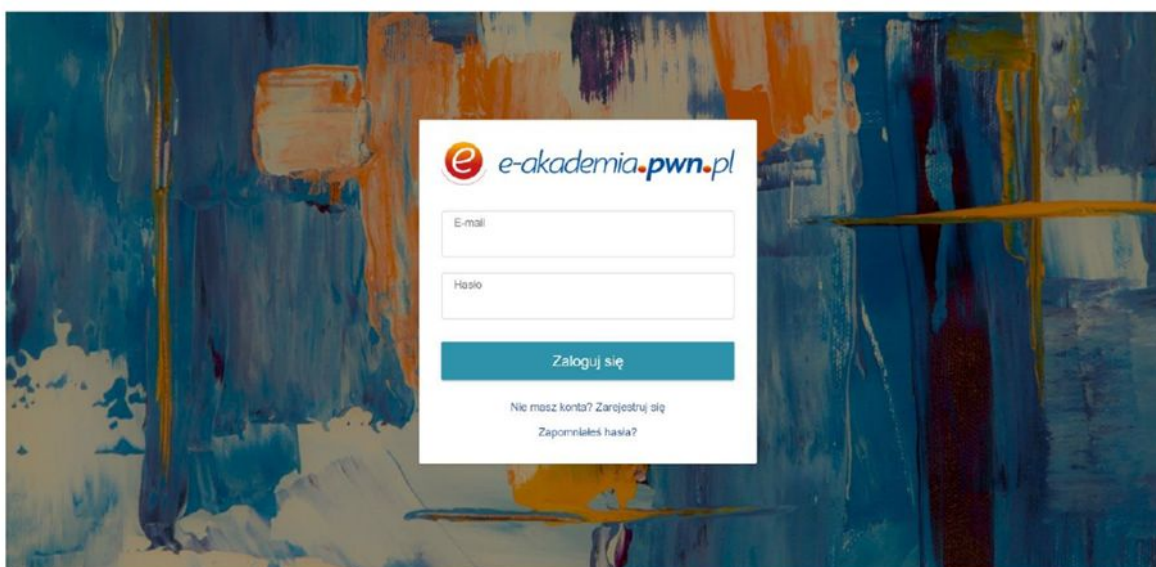 e e-akademia.pwn.pl
E-mail
Hasło
Zaloguj się
Nie masz konta? Zarejestruj się
Zapomniałeś hasła?